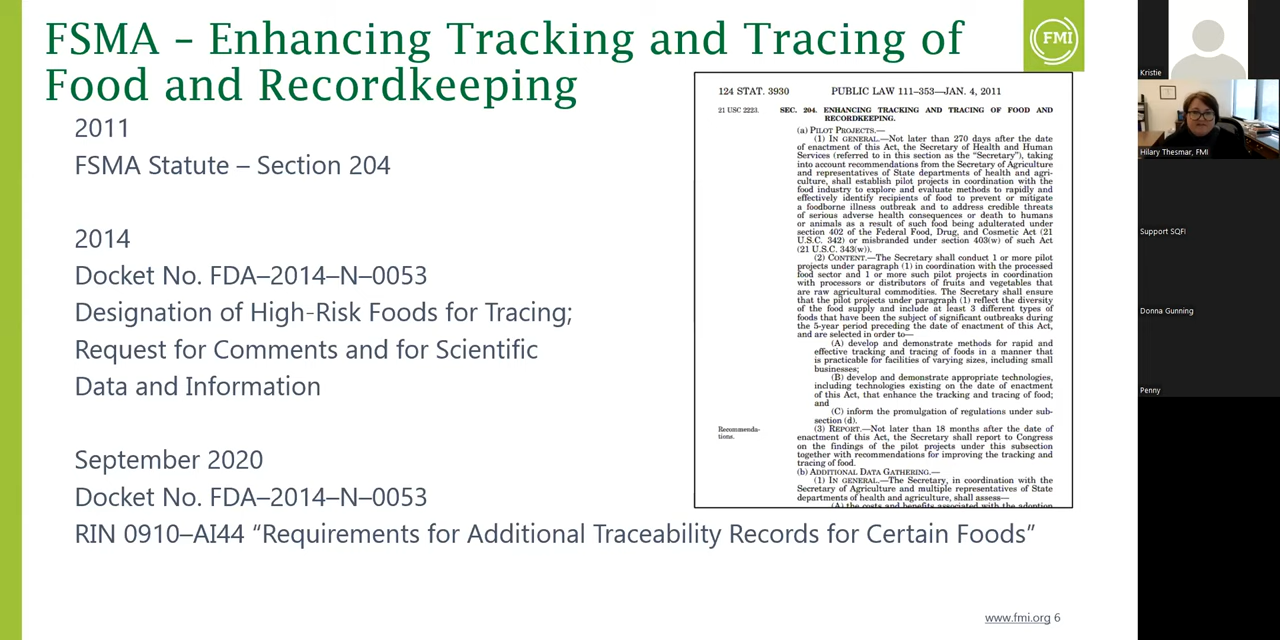 FSMA – Enhancing Tracking and Tracing of
Food and Recordkeeping
FMI
2011
FSMA Statute – Section 204
2014
Docket No. FDA–2014–N–0053
Designation of High-Risk Foods for Tracing;
Request for Comments and for Scientific
Data and Information
September 2020
Docket No. FDA–2014–N–0053
RIN 0910–AI44 “Requirements for Additional Traceability Records for Certain Foods”
124 STAT. 3930 PUBLIC LAW 111–353—JAN. 4, 2011
21 USC 2223. SEC. 204. ENHANCING TRACKING AND TRACING OF FOOD AND
RECORDKEEPING.
(a) PILOT PROJECTS.—
(1) IN GENERAL.—Not later than 270 days after the date
of enactment of this Act, the Secretary of Health and Human
Services (referred to in this section as the “Secretary”), taking
into account recommendations from the Secretary of Agriculture
and representatives of State departments of health and agri-
culture, shall establish pilot projects in coordination with the
food industry to explore and evaluate methods to rapidly and
effectively identify recipients of food to prevent or mitigate
a foodborne illness outbreak and to address credible threats
of serious adverse health consequences or death to humans
or animals as a result of such food being adulterated under
section 402 of the Federal Food, Drug, and Cosmetic Act (21
U.S.C. 342) or misbranded under section 403(w) of such Act
(21 U.S.C. 343(w)).
(2) CONTENT.—The Secretary shall conduct 1 or more pilot
projects under paragraph (1) in coordination with the processed
food sector and 1 or more such pilot projects in coordination
with processors or distributors of fruits and vegetables that
are raw agricultural commodities. The Secretary shall ensure
that the pilot projects under paragraph (1) reflect the diversity
of the food supply and include at least 3 different types of
foods that have been the subject of significant outbreaks during
the 5-year period preceding the date of enactment of this Act,
and are selected in order to—
(A) develop and demonstrate methods for rapid and
effective tracking and tracing of foods in a manner that
is practicable for facilities of varying sizes, including small
businesses;
(B) develop and demonstrate appropriate technologies,
including technologies existing on the date of enactment
of this Act, that enhance the tracking and tracing of food;
and
(C) inform the promulgation of regulations under sub-
section (d).
Recommenda-
tions.
(3) REPORT.—Not later than 18 months after the date of
enactment of this Act, the Secretary shall report to Congress
on the findings of the pilot projects under this subsection
together with recommendations for improving the tracking and
tracing of food.
(b) ADDITIONAL DATA GATHERING.—
(1) IN GENERAL.—The Secretary, in coordination with the
Secretary of Agriculture and multiple representatives of State
departments of health and agriculture, shall assess—
(A) the costs and benefits associated with the adoption
www.fmi.org 6
Kristie
Hilary Thesmar, FMI
Support SQFI
Donna Gunning
Penny